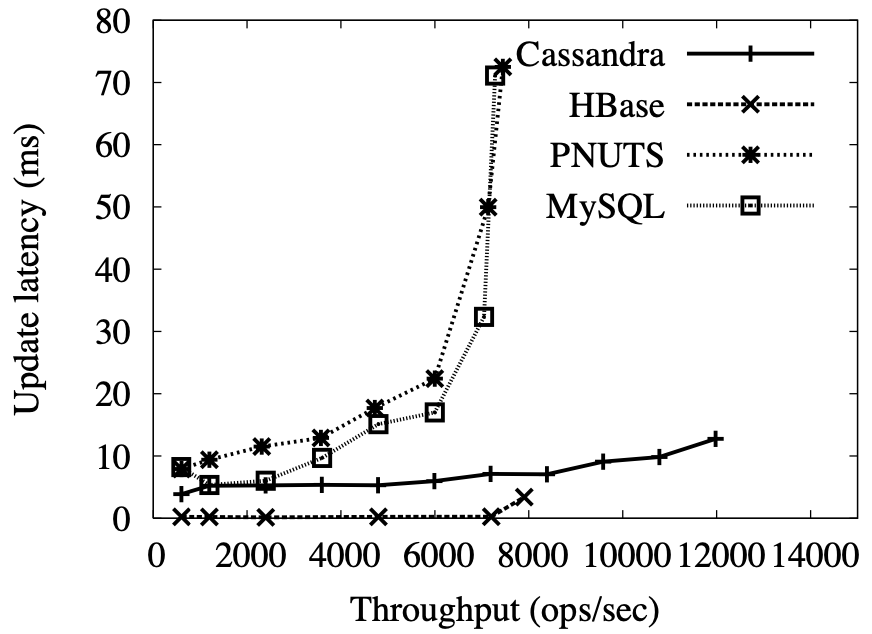 80
70
60
50
40
30
20
10
0
Update latency (ms)
Cassandra
HBase
PNUTS
MySQL
0 2000 4000 6000 8000 10000 12000 14000
Throughput (ops/sec)